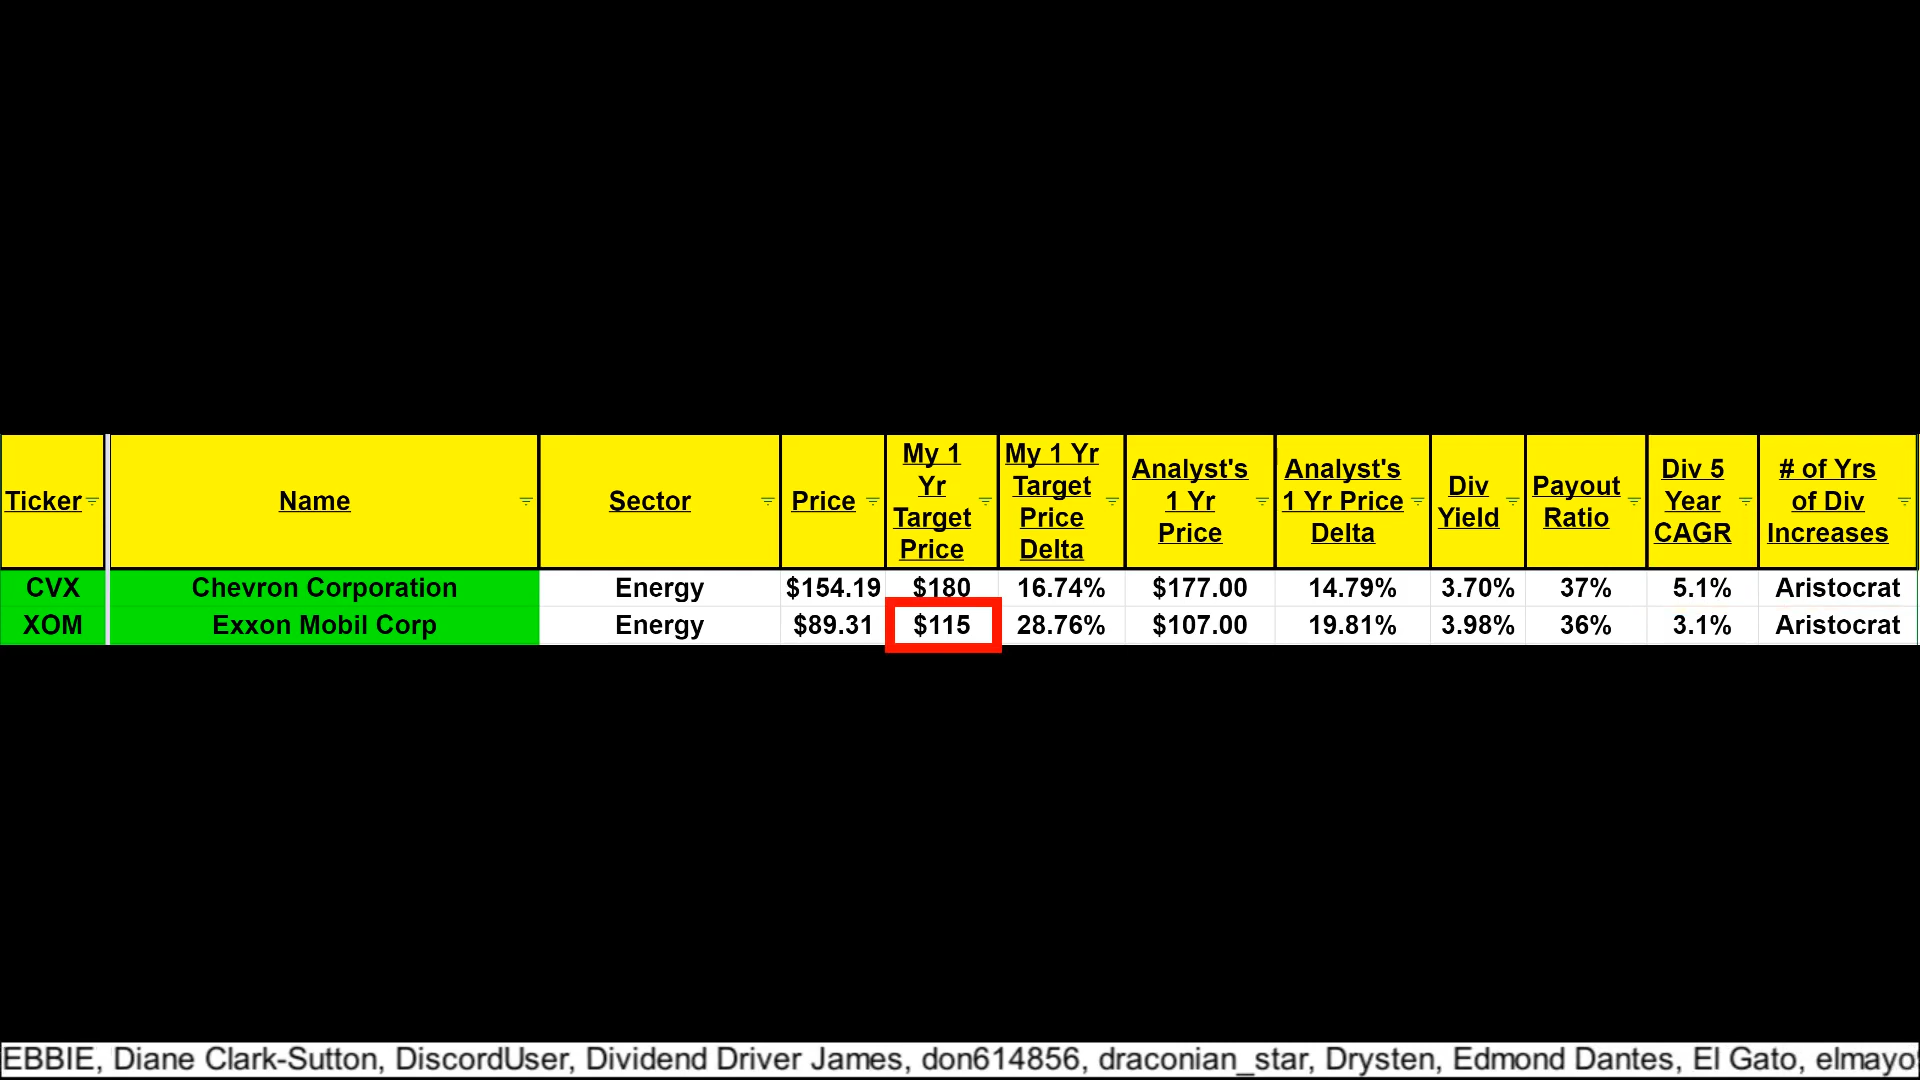 Ticker Name Sector Price My 1 Yr Target Price My 1 Yr Target Price Delta Analyst's 1 Yr Price Analyst's 1 Yr Price Delta Div Yield Payout Ratio Div 5 Year CAGR # of Yrs of Div Increases
CVX Chevron Corporation Energy $154.19 $180 16.74% $177.00 14.79% 3.70% 37% 5.1% Aristocrat
XOM Exxon Mobil Corp Energy $89.31 $115 28.76% $107.00 19.81% 3.98% 36% 3.1% Aristocrat
EBBIE, Diane Clark-Sutton, DiscordUser, Dividend Driver James, don614856, draconian_star, Drysten, Edmond Dantes, El Gato,